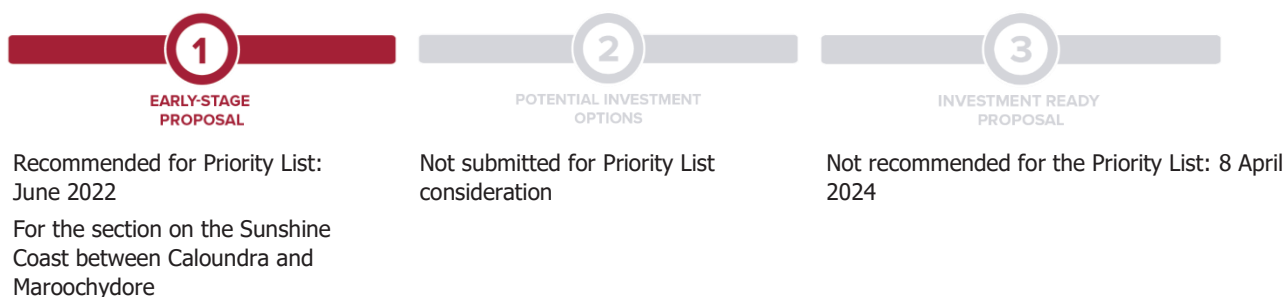 1
EARLY-STAGE
PROPOSAL
Recommended for Priority List:
June 2022
For the section on the Sunshine
Coast between Caloundra and
Maroochydore
2
POTENTIAL INVESTMENT
OPTIONS
Not submitted for Priority List
consideration
3
INVESTMENT READY
PROPOSAL
Not recommended for the Priority List: 8 April
2024